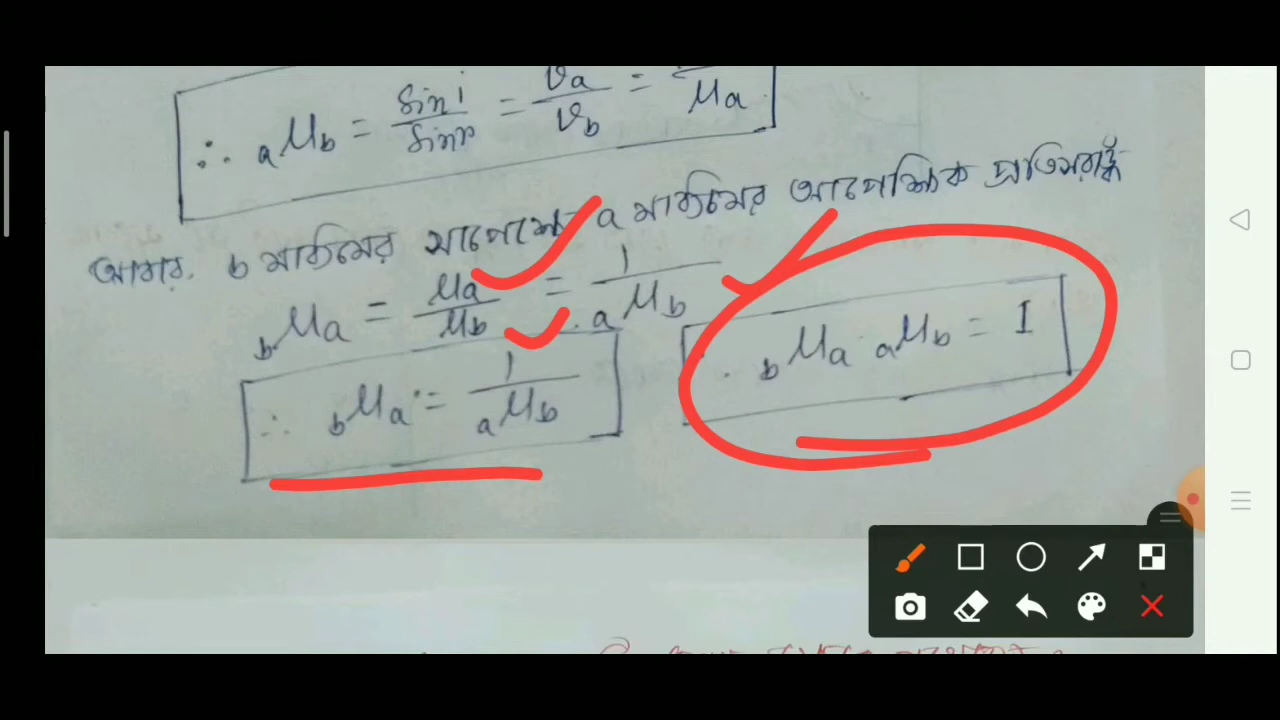 ∴ aμb = sin i / sin r = va / vb = / μa
আবার, b মাধ্যমের সাপেক্ষে a মাধ্যমের আপেক্ষিক প্রতিসরাঙ্ক
bμa = μa / μb = 1 / aμb
∴ bμa = 1 / aμb
∴ bμa · aμb = 1